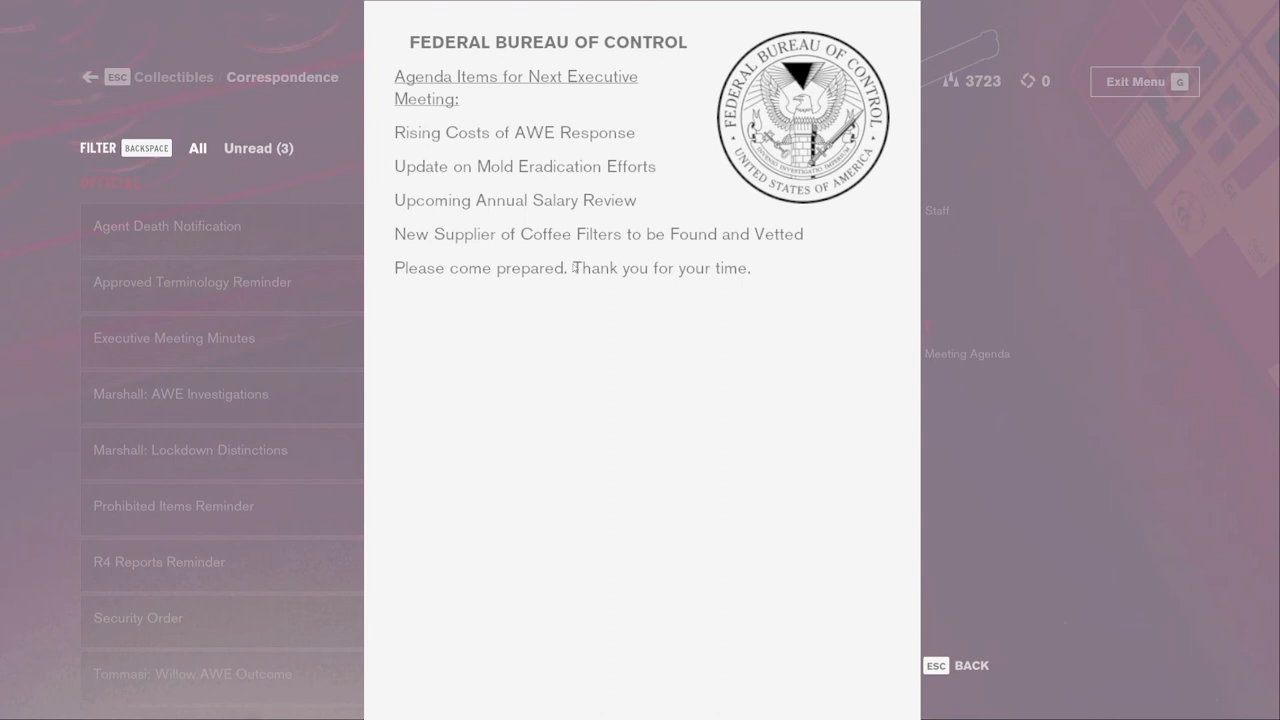 FEDERAL BUREAU OF CONTROL
Agenda Items for Next Executive
Meeting:
Rising Costs of AWE Response
Update on Mold Eradication Efforts
Upcoming Annual Salary Review
New Supplier of Coffee Filters to be Found and Vetted
Please come prepared. Thank you for your time.
FEDERAL BUREAU OF CONTROL
UNITED STATES OF AMERICA
ESC Collectibles / Correspondence
3723
0
Exit Menu G
FILTER BACKSPACE All Unread (3)
OFFICIAL
Agent Death Notification
Approved Terminology Reminder
Executive Meeting Minutes
Marshall: AWE Investigations
Marshall: Lockdown Distinctions
Prohibited Items Reminder
R4 Reports Reminder
Security Order
Tommasi: Willow AWE Outcome
Staff
Meeting Agenda
ESC BACK